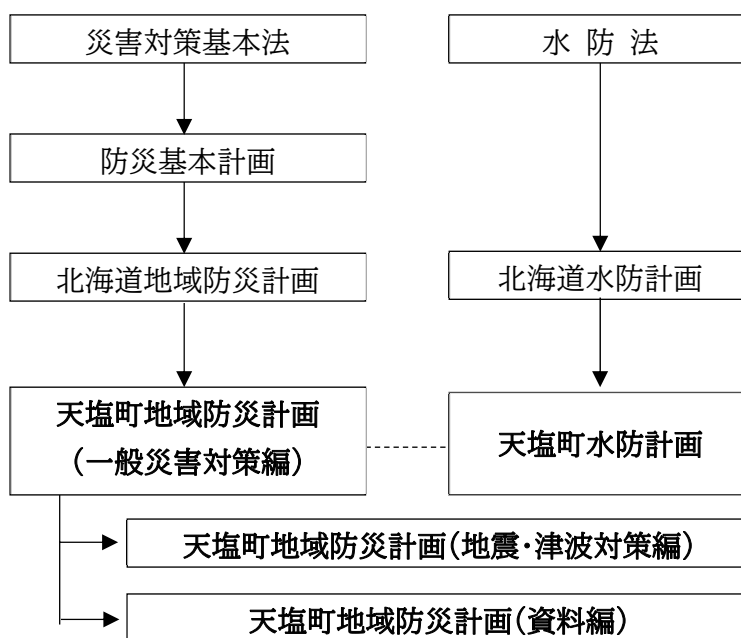 災害対策基本法
水 防 法
防災基本計画
北海道地域防災計画
北海道水防計画
天塩町地域防災計画
（一般災害対策編）
天塩町水防計画
天塩町地域防災計画（地震・津波対策編）
天塩町地域防災計画（資料編）